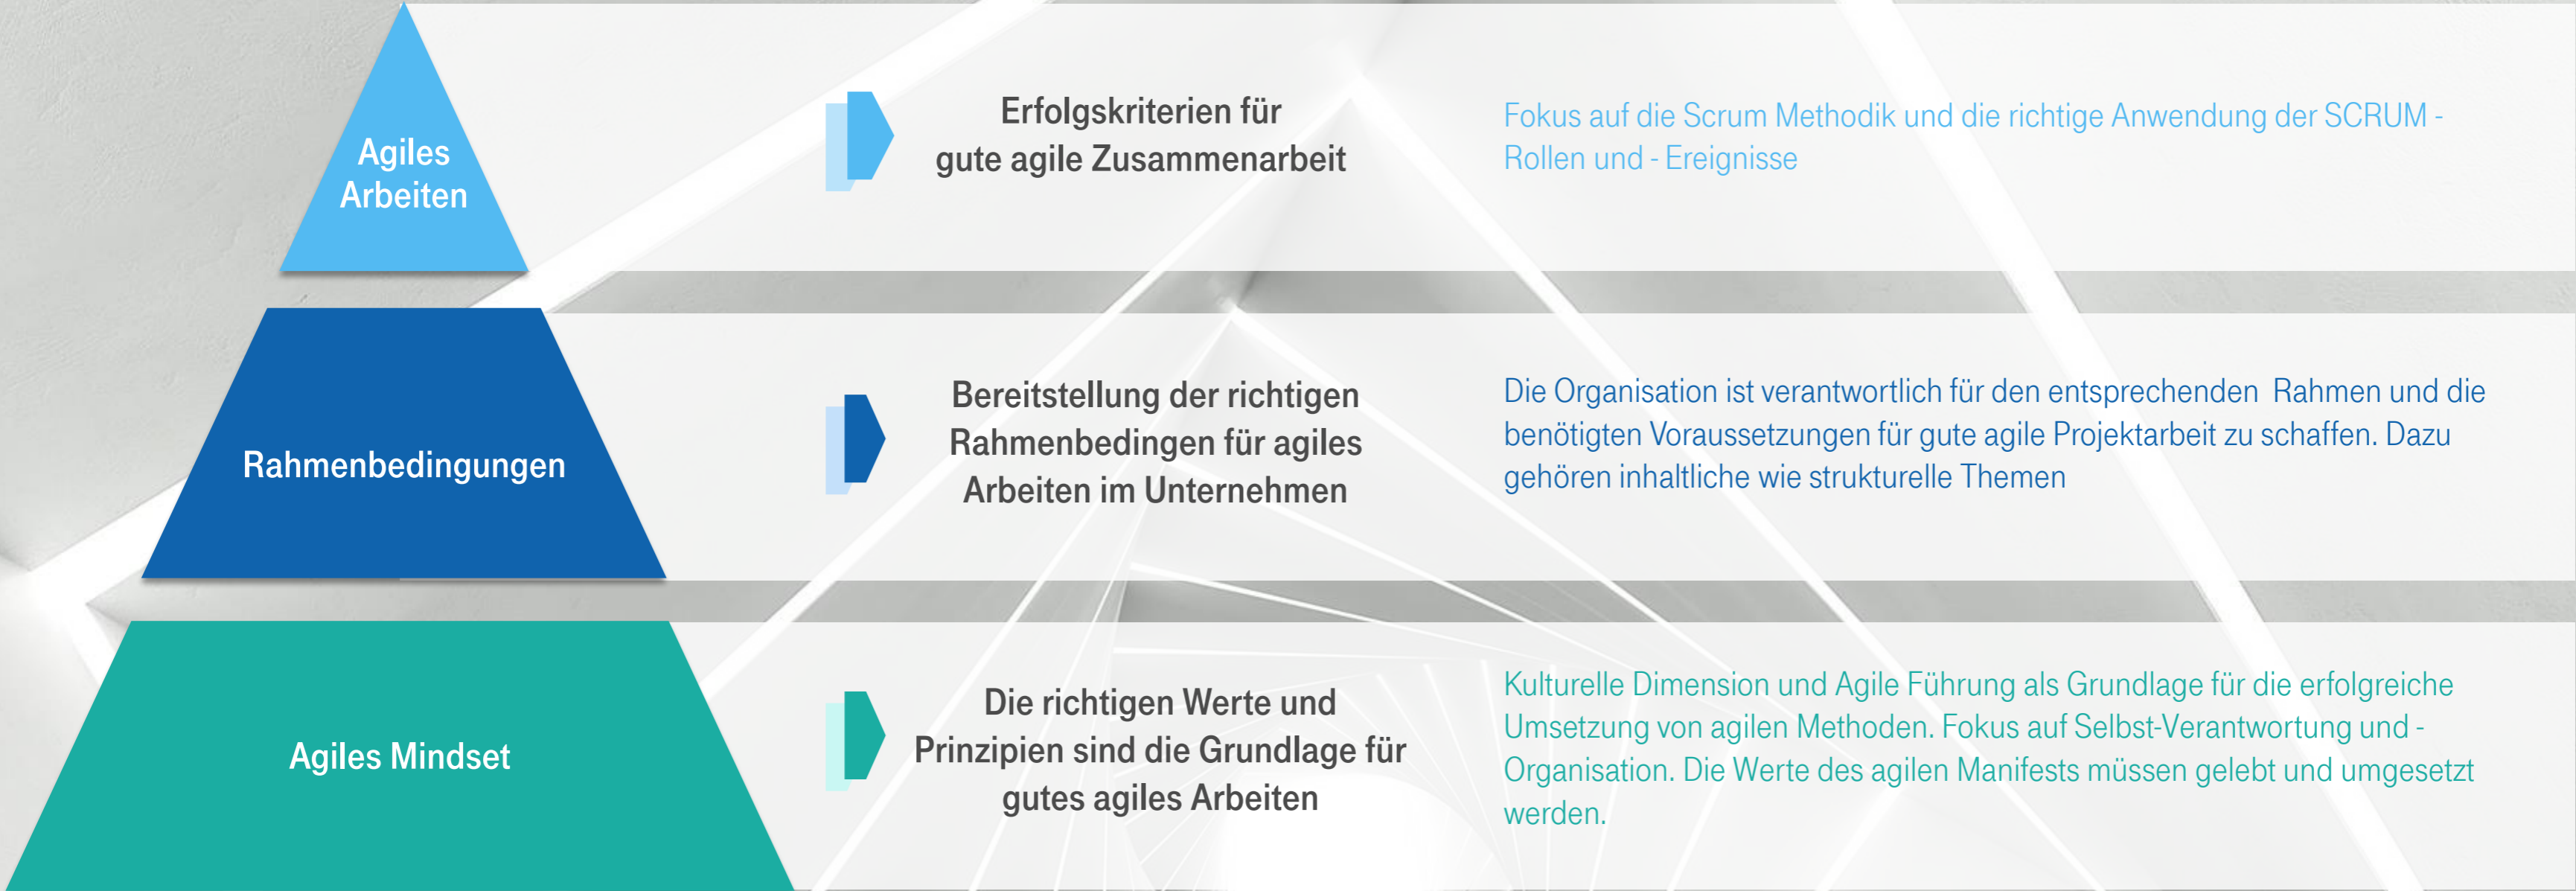 Agiles
Arbeiten
Erfolgskriterien für
gute agile Zusammenarbeit
Fokus auf die Scrum Methodik und die richtige Anwendung der SCRUM -
Rollen und - Ereignisse
Rahmenbedingungen
Bereitstellung der richtigen
Rahmenbedingen für agiles
Arbeiten im Unternehmen
Die Organisation ist verantwortlich für den entsprechenden Rahmen und die
benötigten Voraussetzungen für gute agile Projektarbeit zu schaffen. Dazu
gehören inhaltliche wie strukturelle Themen
Agiles Mindset
Die richtigen Werte und
Prinzipien sind die Grundlage für
gutes agiles Arbeiten
Kulturelle Dimension und Agile Führung als Grundlage für die erfolgreiche
Umsetzung von agilen Methoden. Fokus auf Selbst-Verantwortung und -
Organisation. Die Werte des agilen Manifests müssen gelebt und umgesetzt
werden.